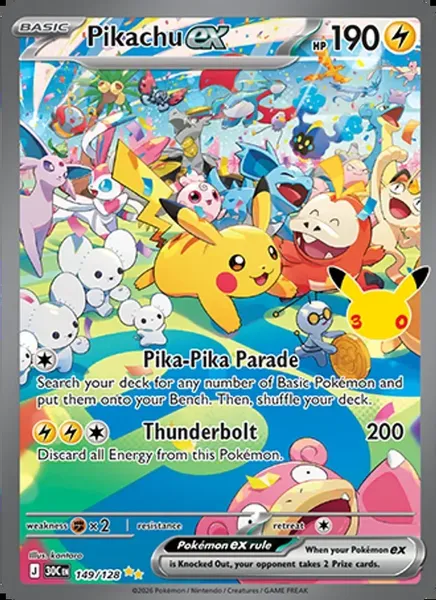 BASIC
Pikachu ex HP 190
30
Pika-Pika Parade
Search your deck for any number of Basic Pokémon and
put them onto your Bench. Then, shuffle your deck.
Thunderbolt 200
Discard all Energy from this Pokémon.
weakness ×2 resistance retreat
Illus. kantaro
Pokémon ex rule When your Pokémon ex
is Knocked Out, your opponent takes 2 Prize cards.
J 30C EN 149/128
©2026 Pokémon / Nintendo / Creatures / GAME FREAK